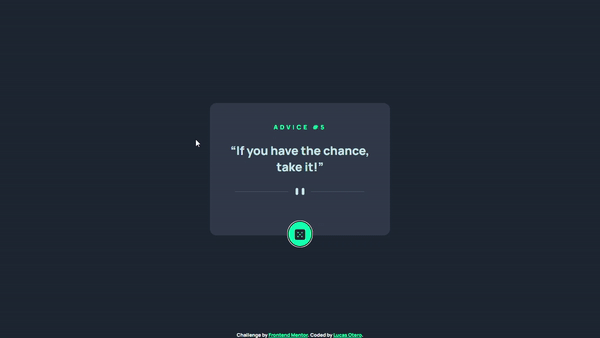 ADVICE #5
“If you have the chance,
take it!”
Challenge by Frontend Mentor. Coded by Lucas Otero.